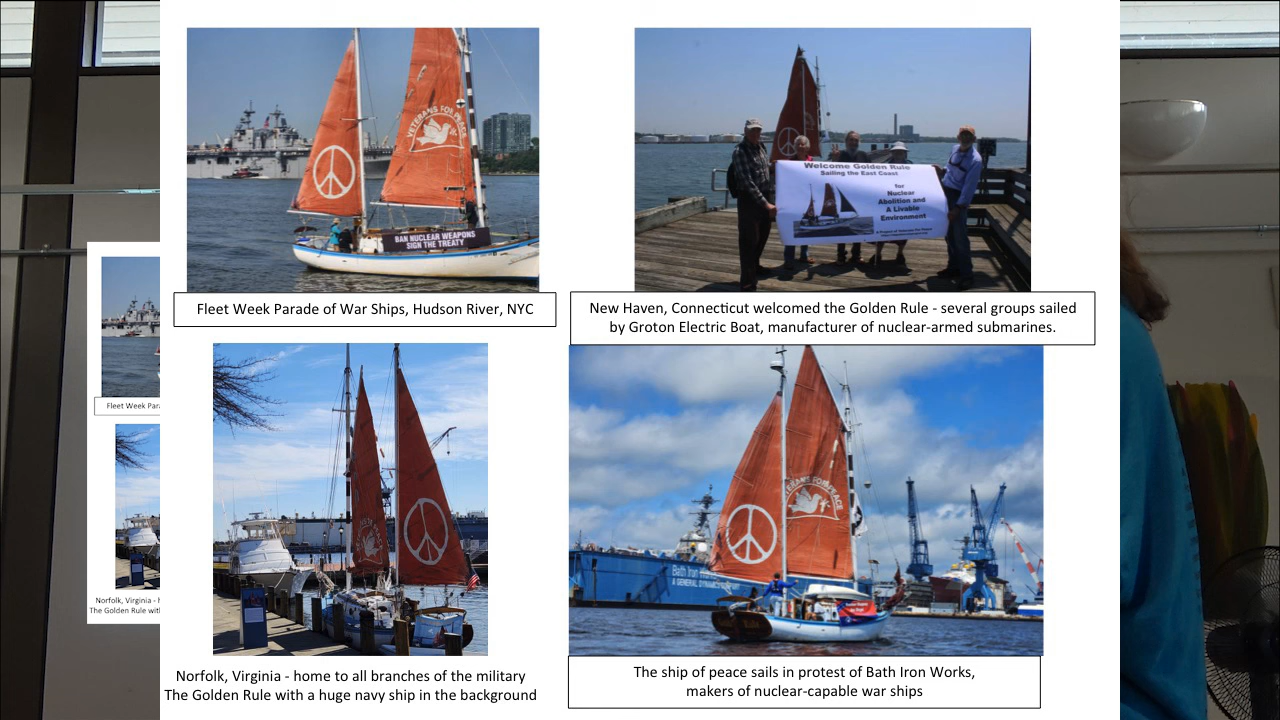 VETERANS FOR PEACE
BAN NUCLEAR WEAPONS
SIGN THE TREATY
Fleet Week Parade of War Ships, Hudson River, NYC
Welcome Golden Rule
Sailing the East Coast
for
Nuclear
Abolition and
A Livable
Environment
New Haven, Connecticut welcomed the Golden Rule - several groups sailed
by Groton Electric Boat, manufacturer of nuclear-armed submarines.
Fleet Week Par
Norfolk, Virginia - h
The Golden Rule with
Norfolk, Virginia - home to all branches of the military
The Golden Rule with a huge navy ship in the background
VETERANS FOR PEACE
Bath Iron
A GENERAL DYNAMICS
The ship of peace sails in protest of Bath Iron Works,
makers of nuclear-capable war ships